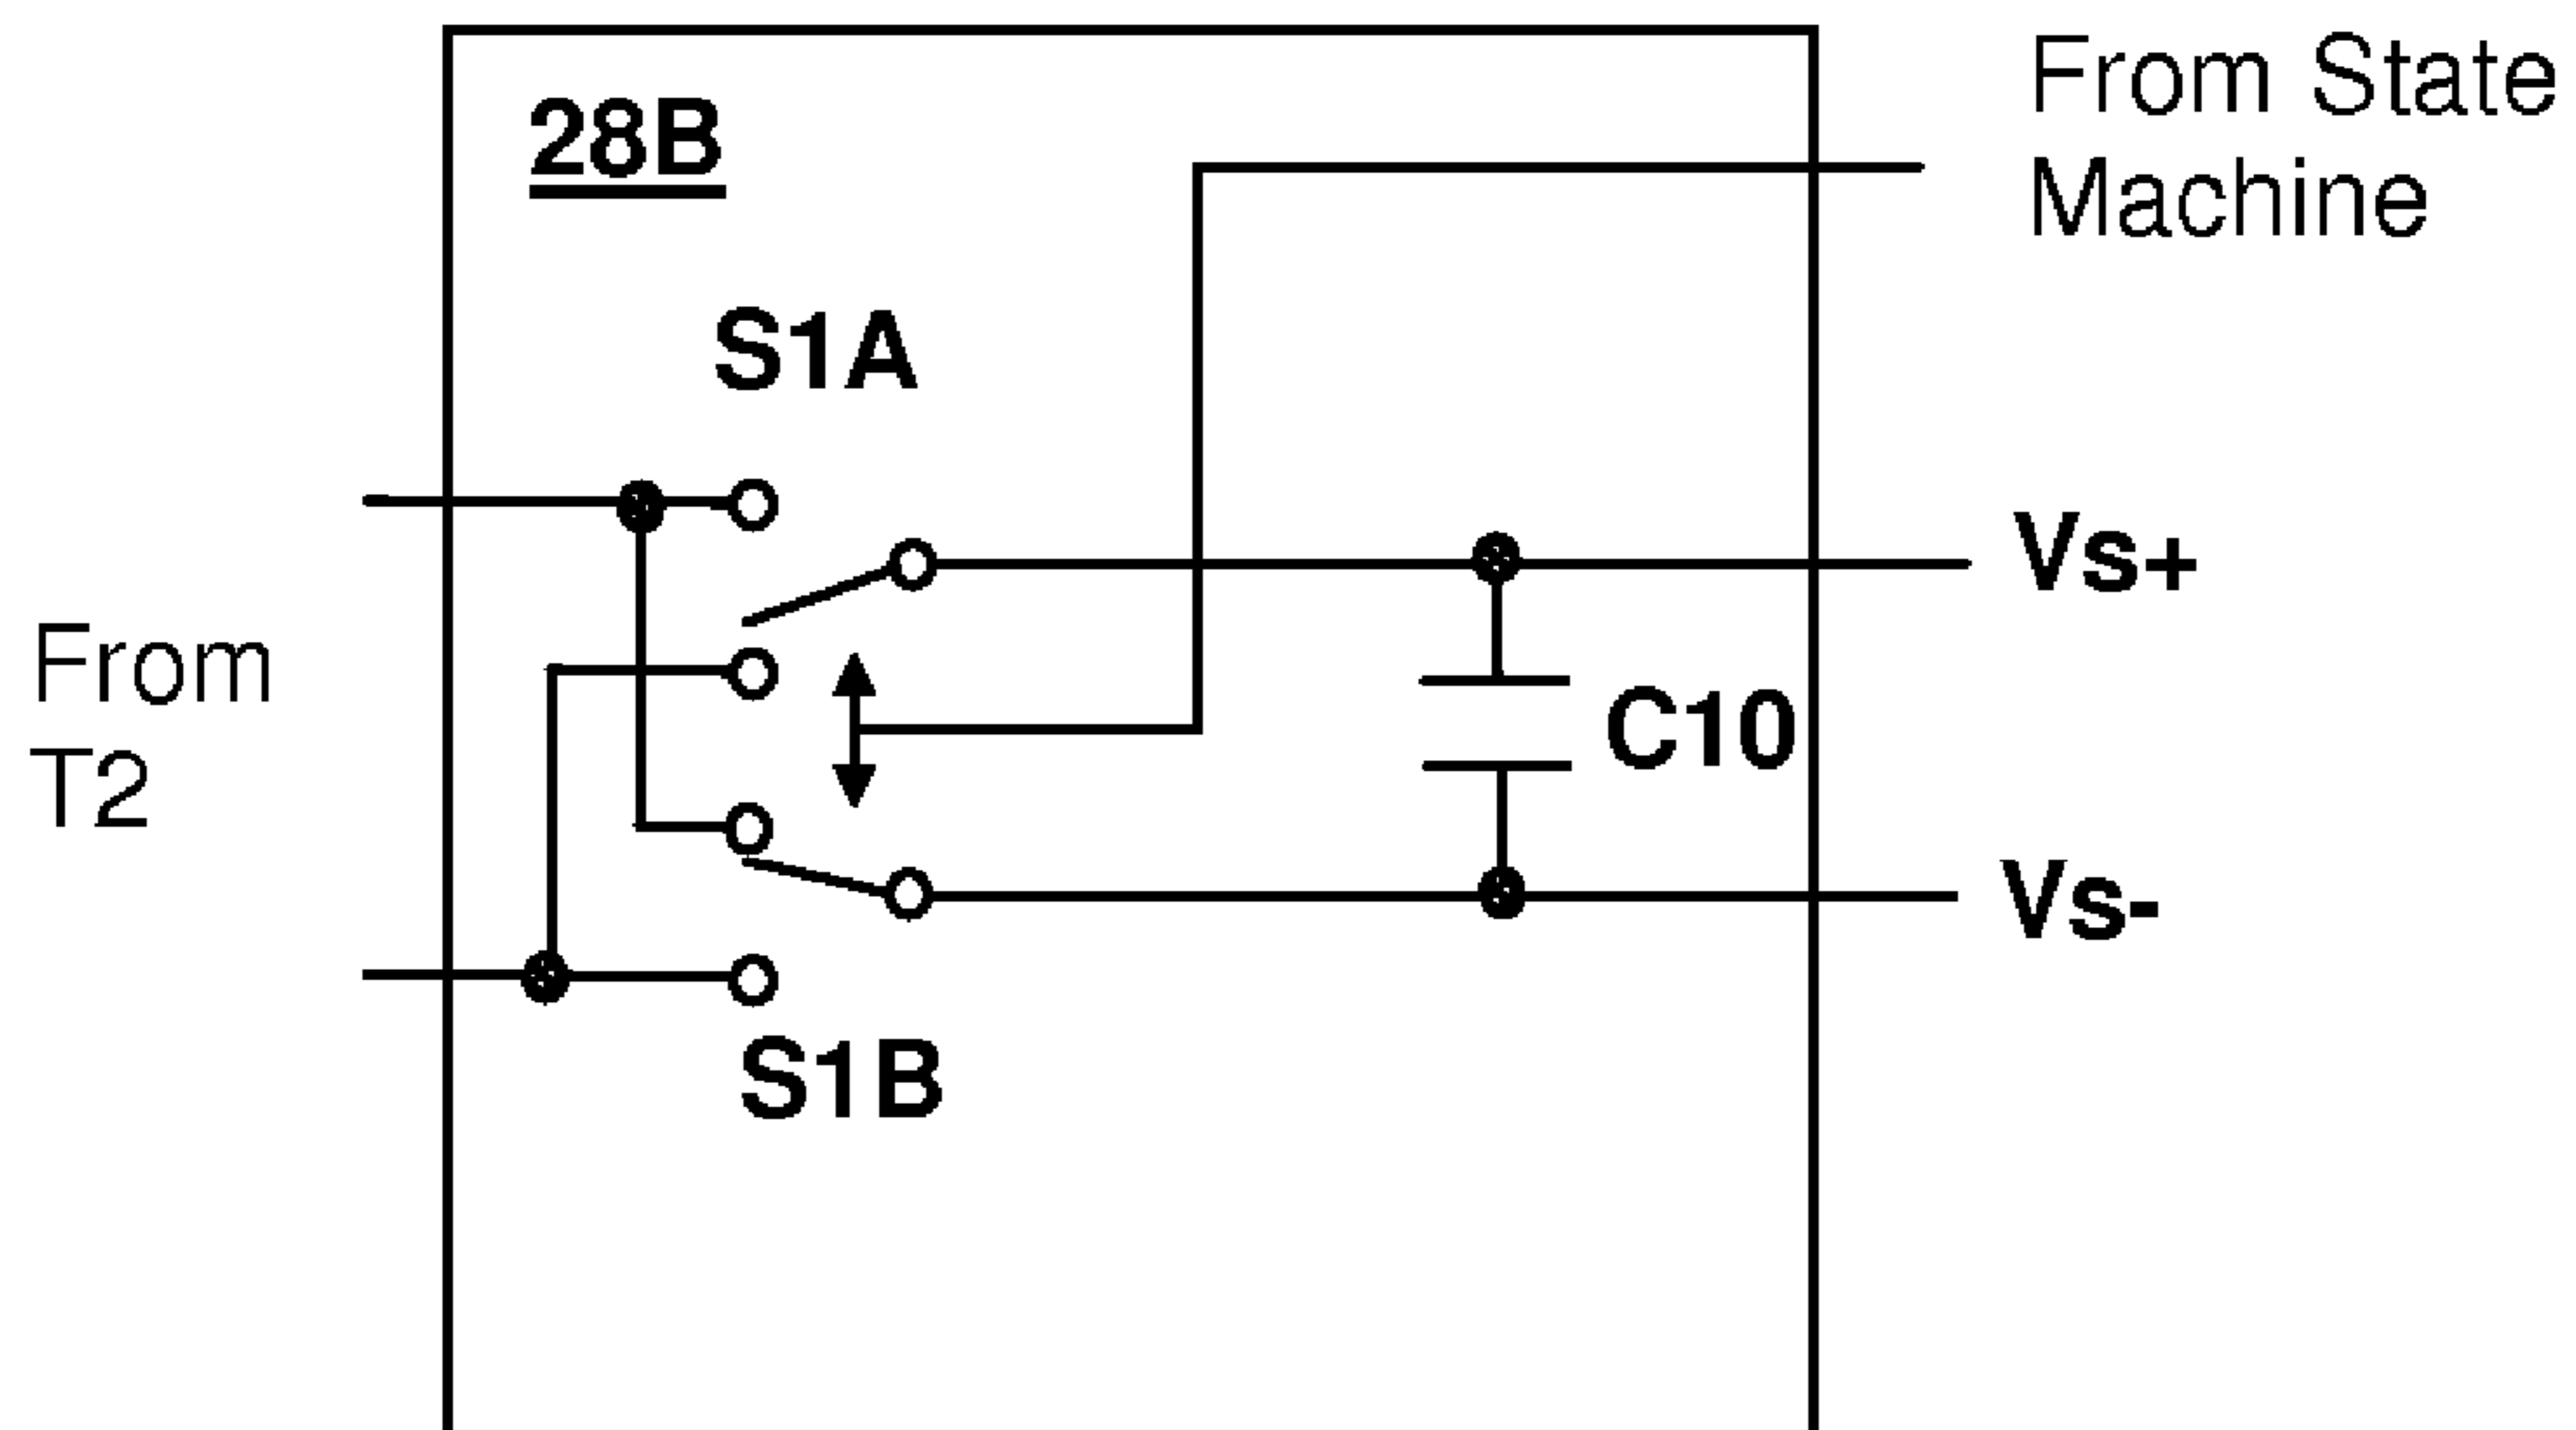 From State
Machine
28B
S1A
Vs+
From
T2
C10
Vs-
S1B